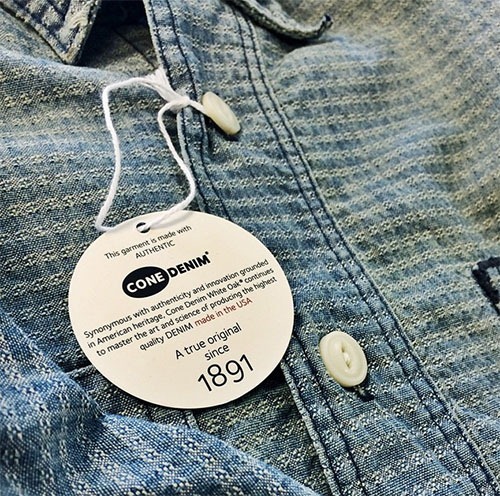 This garment is made with
AUTHENTIC
CONE DENIM®
Synonymous with authenticity and innovation grounded
in American heritage, Cone Denim White Oak® continues
to master the art and science of producing the highest
quality DENIM made in the USA
A true original
since
1891